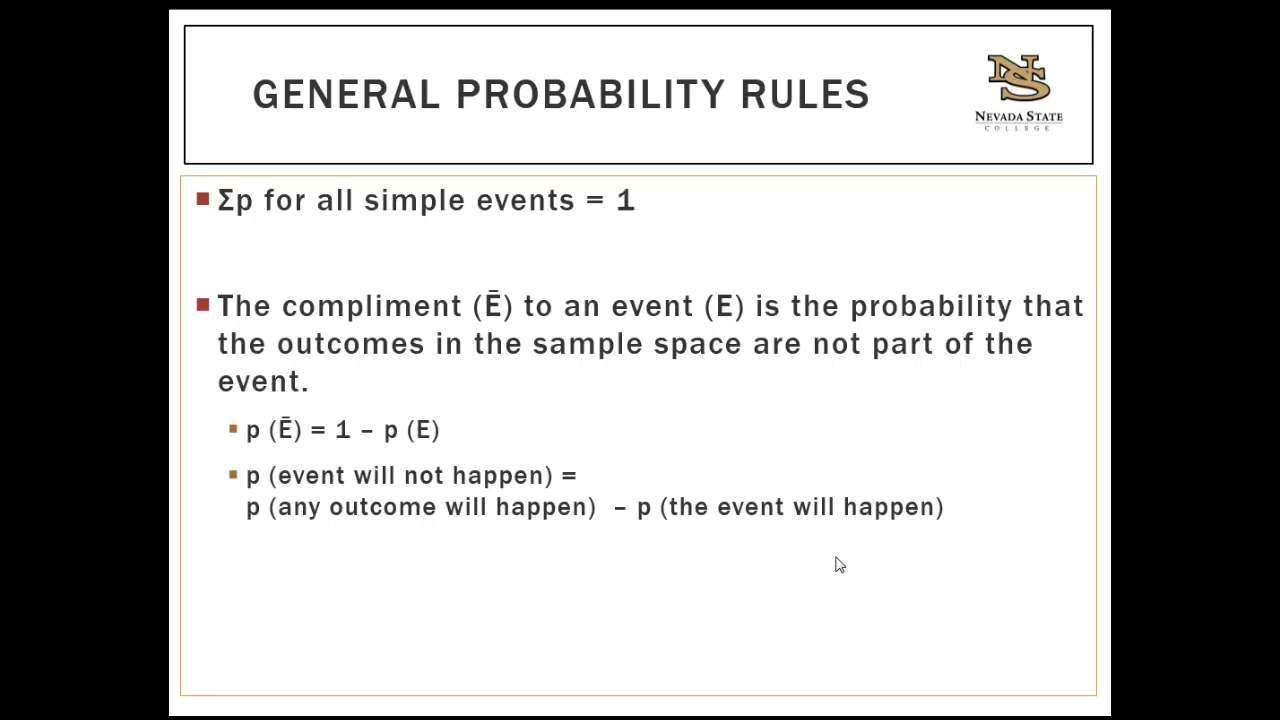 GENERAL PROBABILITY RULES
NS
NEVADA STATE
COLLEGE
Σp for all simple events = 1
The compliment (Ē) to an event (E) is the probability that
the outcomes in the sample space are not part of the
event.
p (Ē) = 1 – p (E)
p (event will not happen) =
p (any outcome will happen) – p (the event will happen)